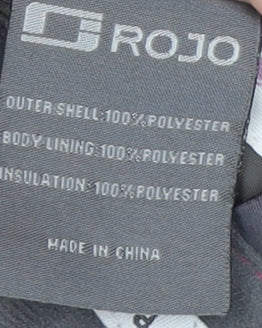 ROJO
OUTER SHELL:100%POLYESTER
BODY LINING:100%POLYESTER
INSULATION:100%POLYESTER
MADE IN CHINA